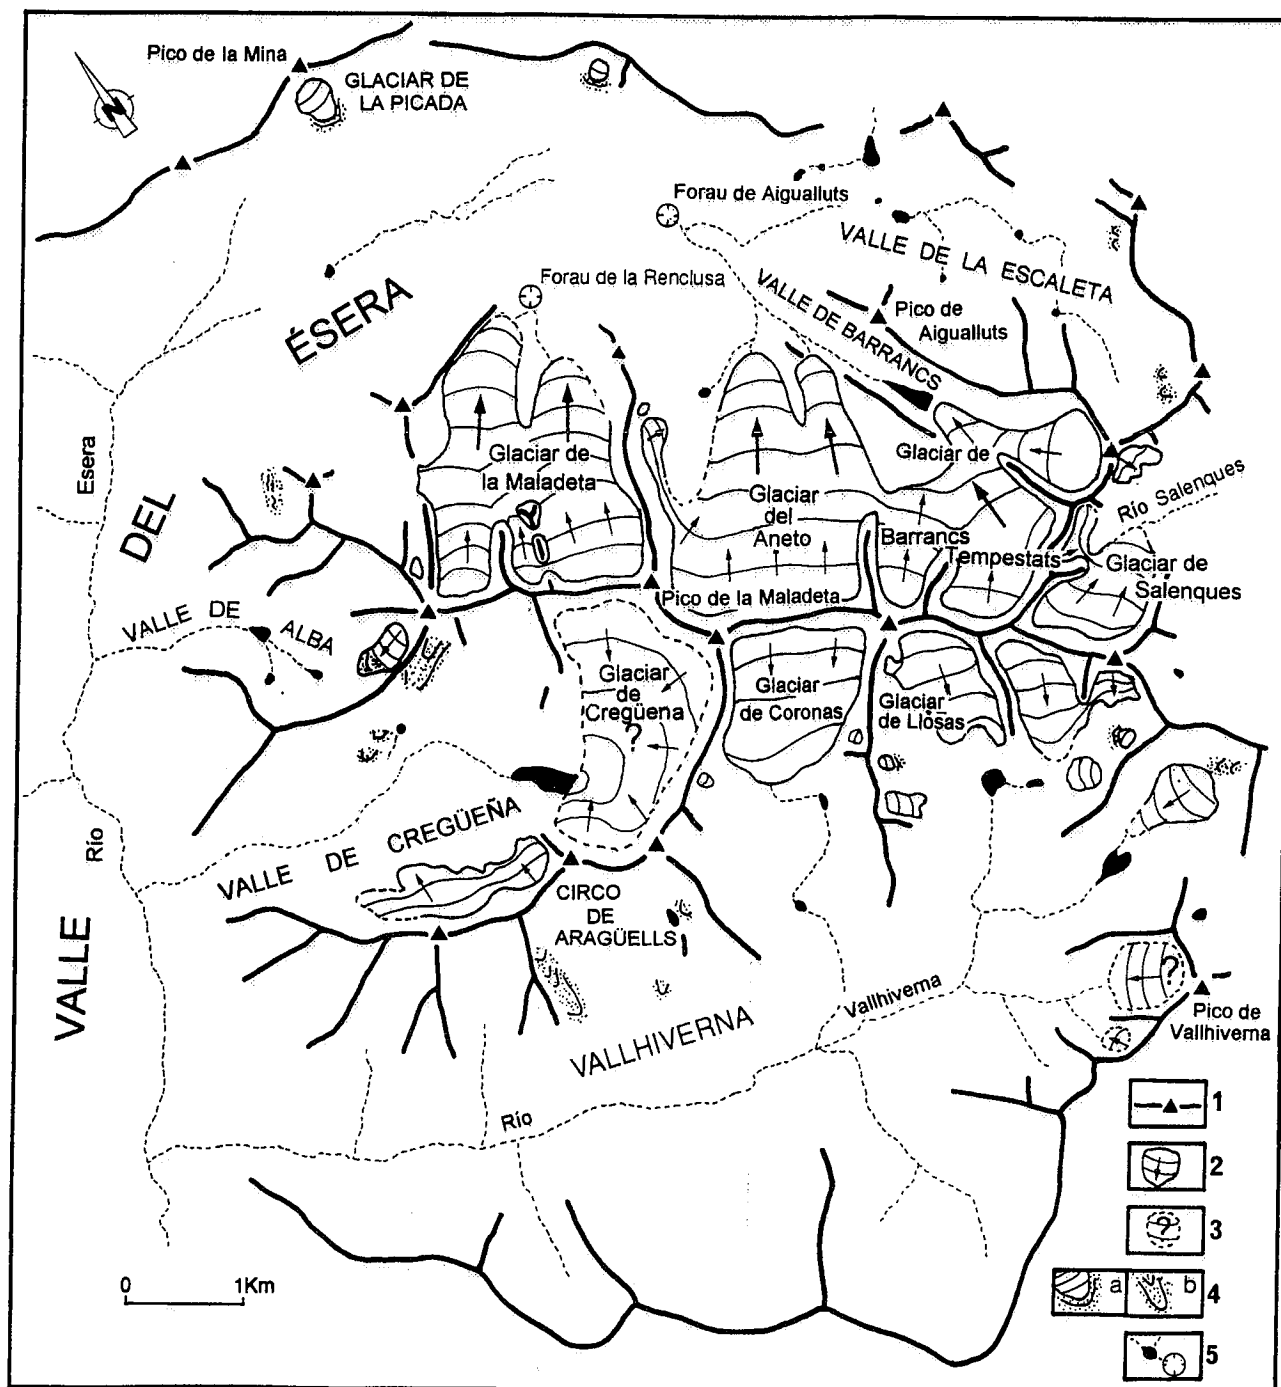 Pico de la Mina
GLACIAR DE
LA PICADA
N
Forau de Aigualluts
VALLE DE LA ESCALETA
Forau de la Renclusa
VALLE DE BARRANCS
Pico de
Aigualluts
ÉSERA
Esera
DEL
Glaciar de
la Maladeta
Glaciar
del
Aneto
Glaciar de
Barrancs
Tempestats
Río Salenques
Glaciar de
Salenques
Pico de la Maladeta
VALLE DE ALBA
Glaciar
de
Cregüena
?
Glaciar
de Coronas
Glaciar
de Llosas
Río
VALLE DE CREGÜEÑA
CIRCO
DE
ARAGÜELLS
VALLE
Vallhiverna
?
Pico de
Vallhiverna
VALLHIVERNA
Río
1
2
? 3
a b 4
5
0 1Km